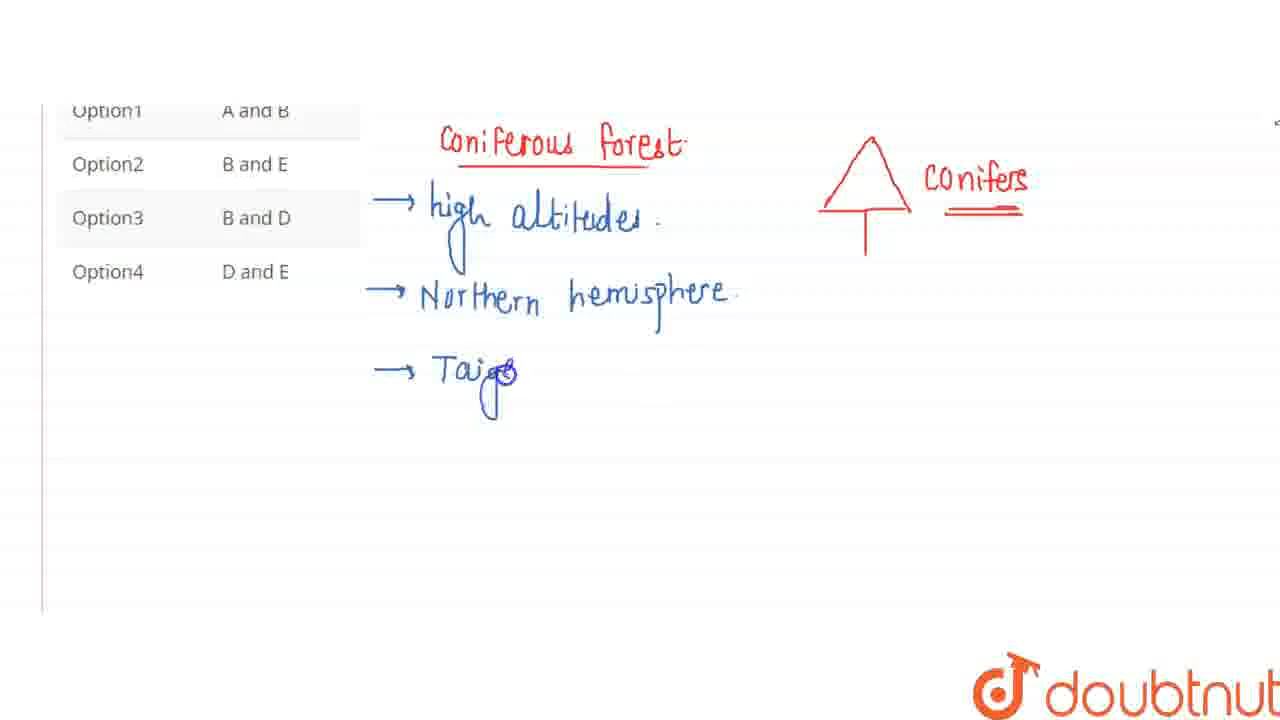 Option1 A and B
Option2 B and E
Option3 B and D
Option4 D and E
Coniferous forest.
→ high altitudes.
→ Northern hemisphere.
→ Taiga
conifers
doubtnut